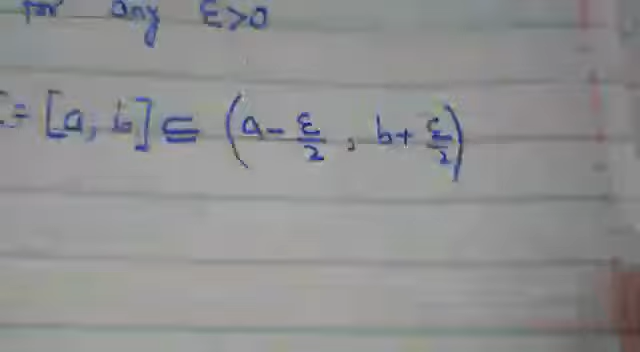 for any ε>0
= [a, b] ⊆ (a - ε/2 , b + ε/2)